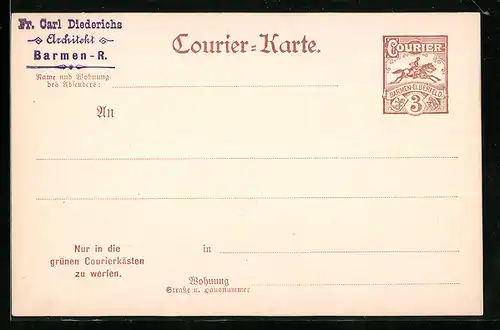 Fr. Carl Diederichs
Architekt
Barmen-R.
Courier-Karte.
COURIER
BARMEN-ELBERFELD
3
Name und Wohnung
des Absenders:
An
Nur in die
grünen Courierkästen
zu werfen.
in
Wohnung
Straße u. Hausnummer